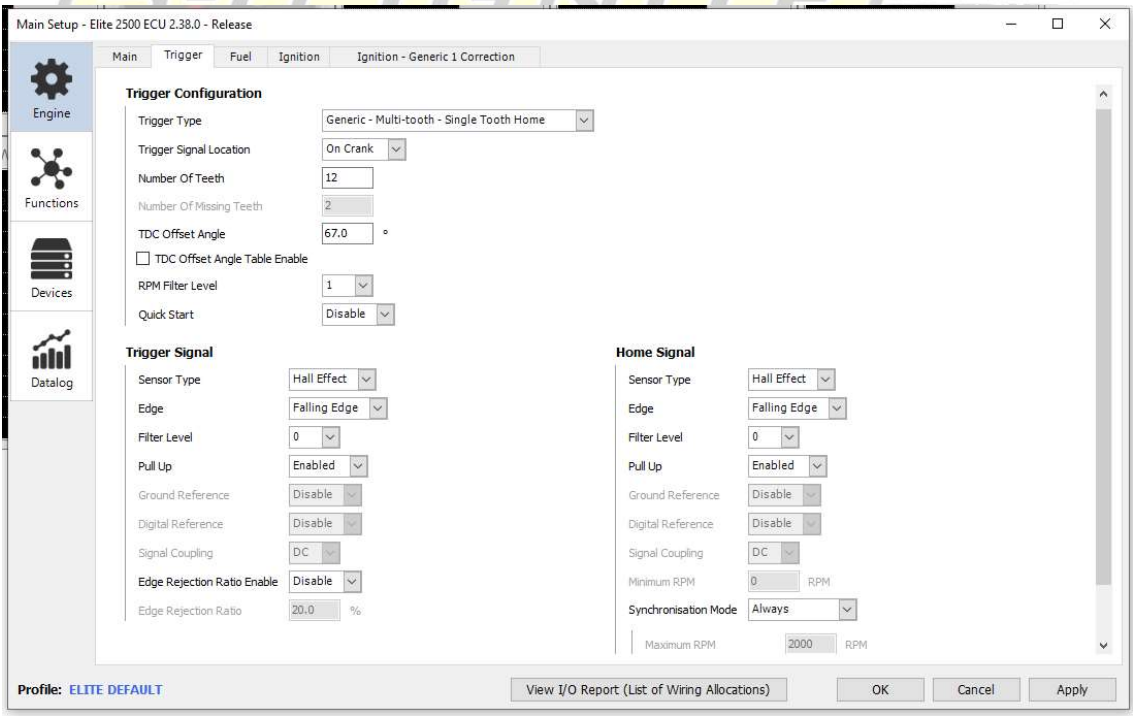 Main Setup - Elite 2500 ECU 2.38.0 - Release
Main Trigger Fuel Ignition Ignition - Generic 1 Correction
Engine
Functions
Devices
Datalog
Trigger Configuration
Trigger Type Generic - Multi-tooth - Single Tooth Home
Trigger Signal Location On Crank
Number Of Teeth 12
Number Of Missing Teeth 2
TDC Offset Angle 67.0 °
TDC Offset Angle Table Enable
RPM Filter Level 1
Quick Start Disable
Trigger Signal
Sensor Type Hall Effect
Edge Falling Edge
Filter Level 0
Pull Up Enabled
Ground Reference Disable
Digital Reference Disable
Signal Coupling DC
Edge Rejection Ratio Enable Disable
Edge Rejection Ratio 20.0 %
Home Signal
Sensor Type Hall Effect
Edge Falling Edge
Filter Level 0
Pull Up Enabled
Ground Reference Disable
Digital Reference Disable
Signal Coupling DC
Minimum RPM 0 RPM
Synchronisation Mode Always
Maximum RPM 2000 RPM
Profile: ELITE DEFAULT View I/O Report (List of Wiring Allocations) OK Cancel Apply